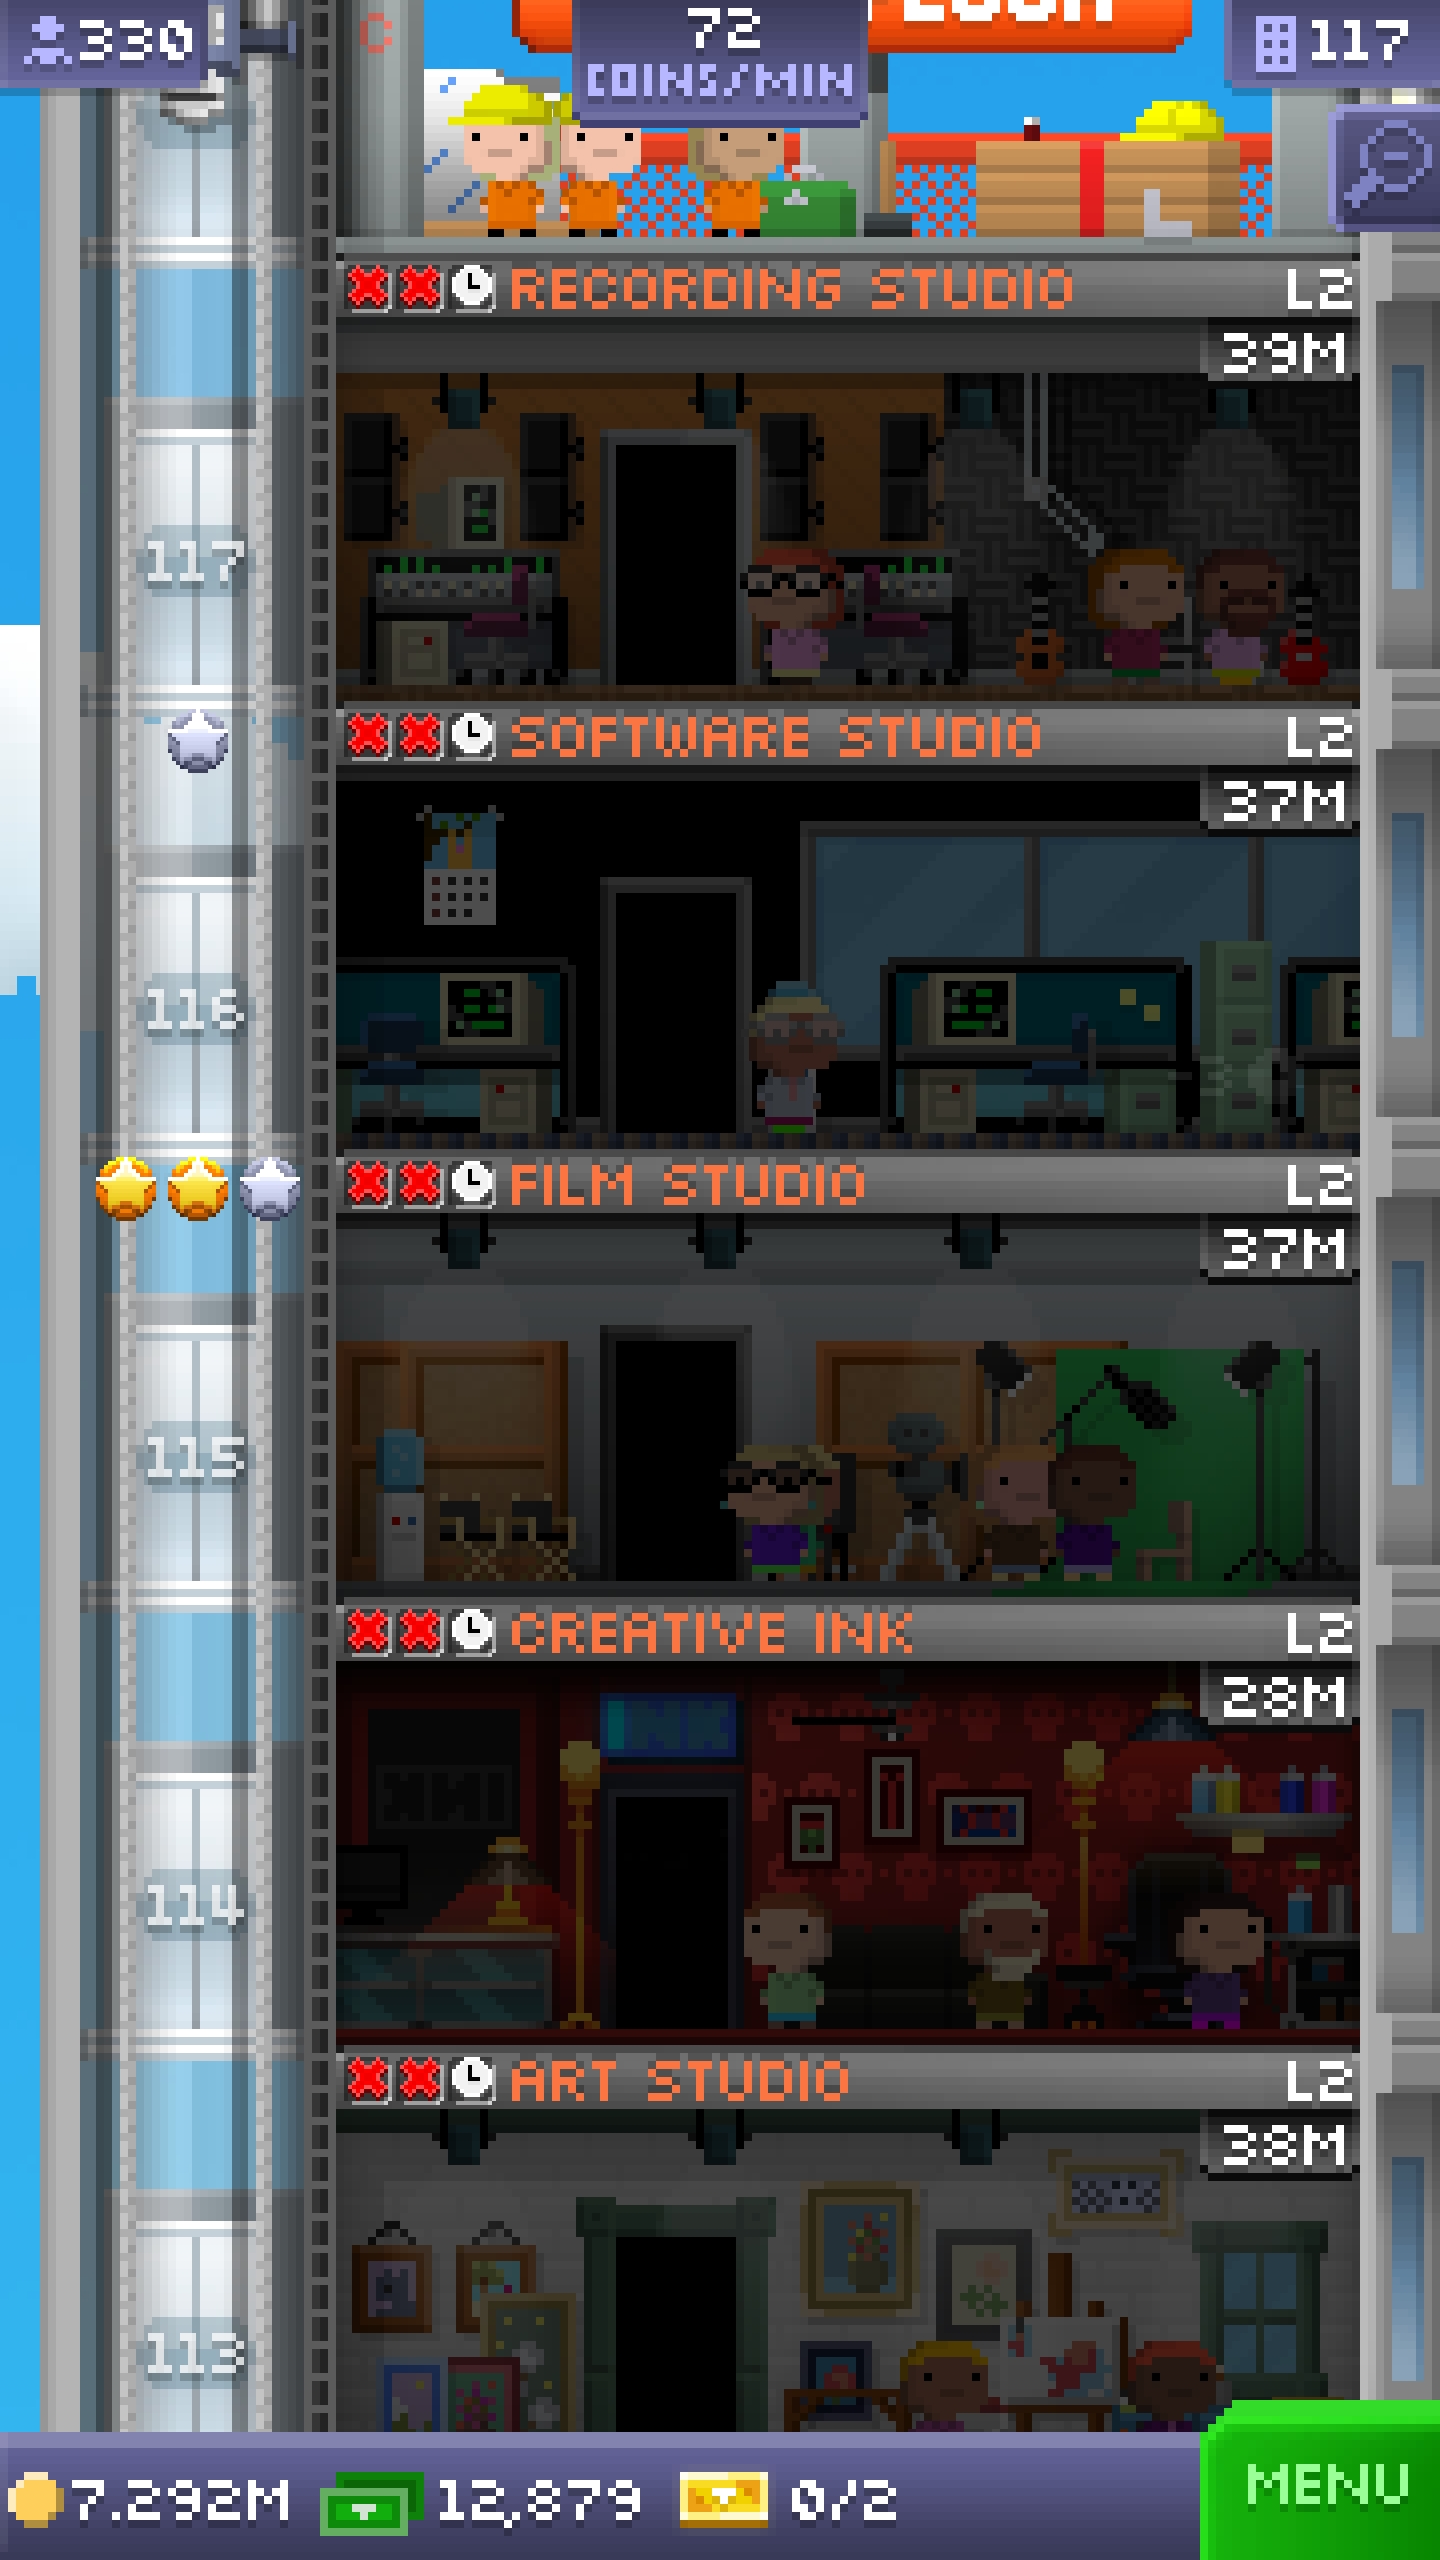 330
72
COINS/MIN
117
RECORDING STUDIO L2
39M
117
SOFTWARE STUDIO L2
37M
116
FILM STUDIO L2
37M
115
CREATIVE INK L2
28M
INK
114
ART STUDIO L2
38M
113
7.292M 12,879 0/2 MENU